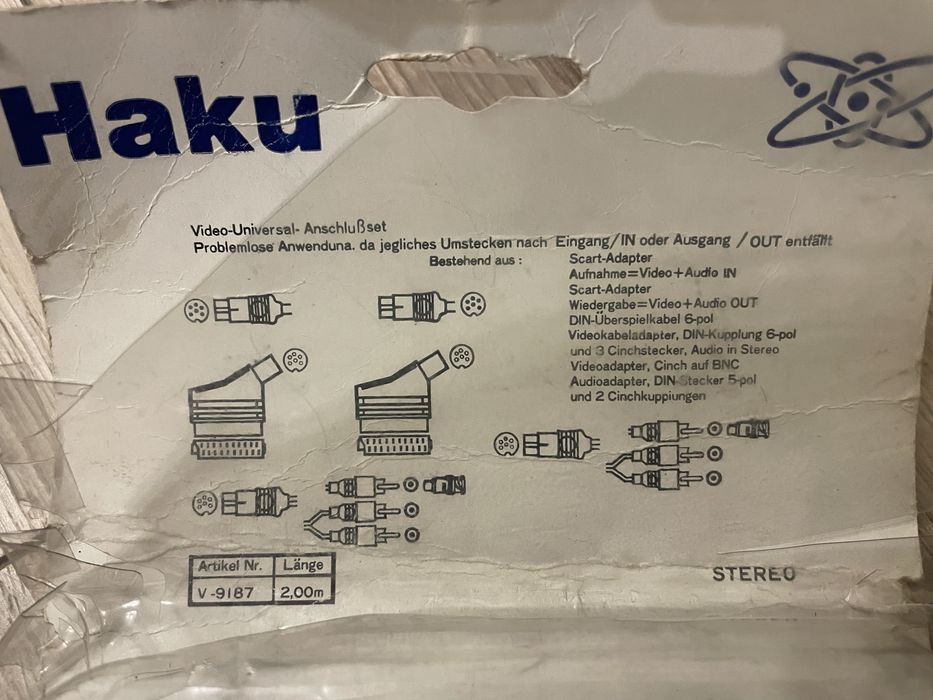 Haku
Video-Universal- Anschlußset
Problemlose Anwenduna. da jegliches Umstecken nach Eingang/IN oder Ausgang / OUT entfällt
Bestehend aus : Scart-Adapter
Aufnahme=Video+Audio IN
Scart-Adapter
Wiedergabe=Video+Audio OUT
DIN-Überspielkabel 6-pol
Videokabeladapter, DIN-Kupplung 6-pol
und 3 Cinchstecker, Audio in Stereo
Videoadapter, Cinch auf BNC
Audioadapter, DIN-Stecker 5-pol
und 2 Cinchkuppiungen
Artikel Nr. Länge
V-9187 2,00m
STEREO